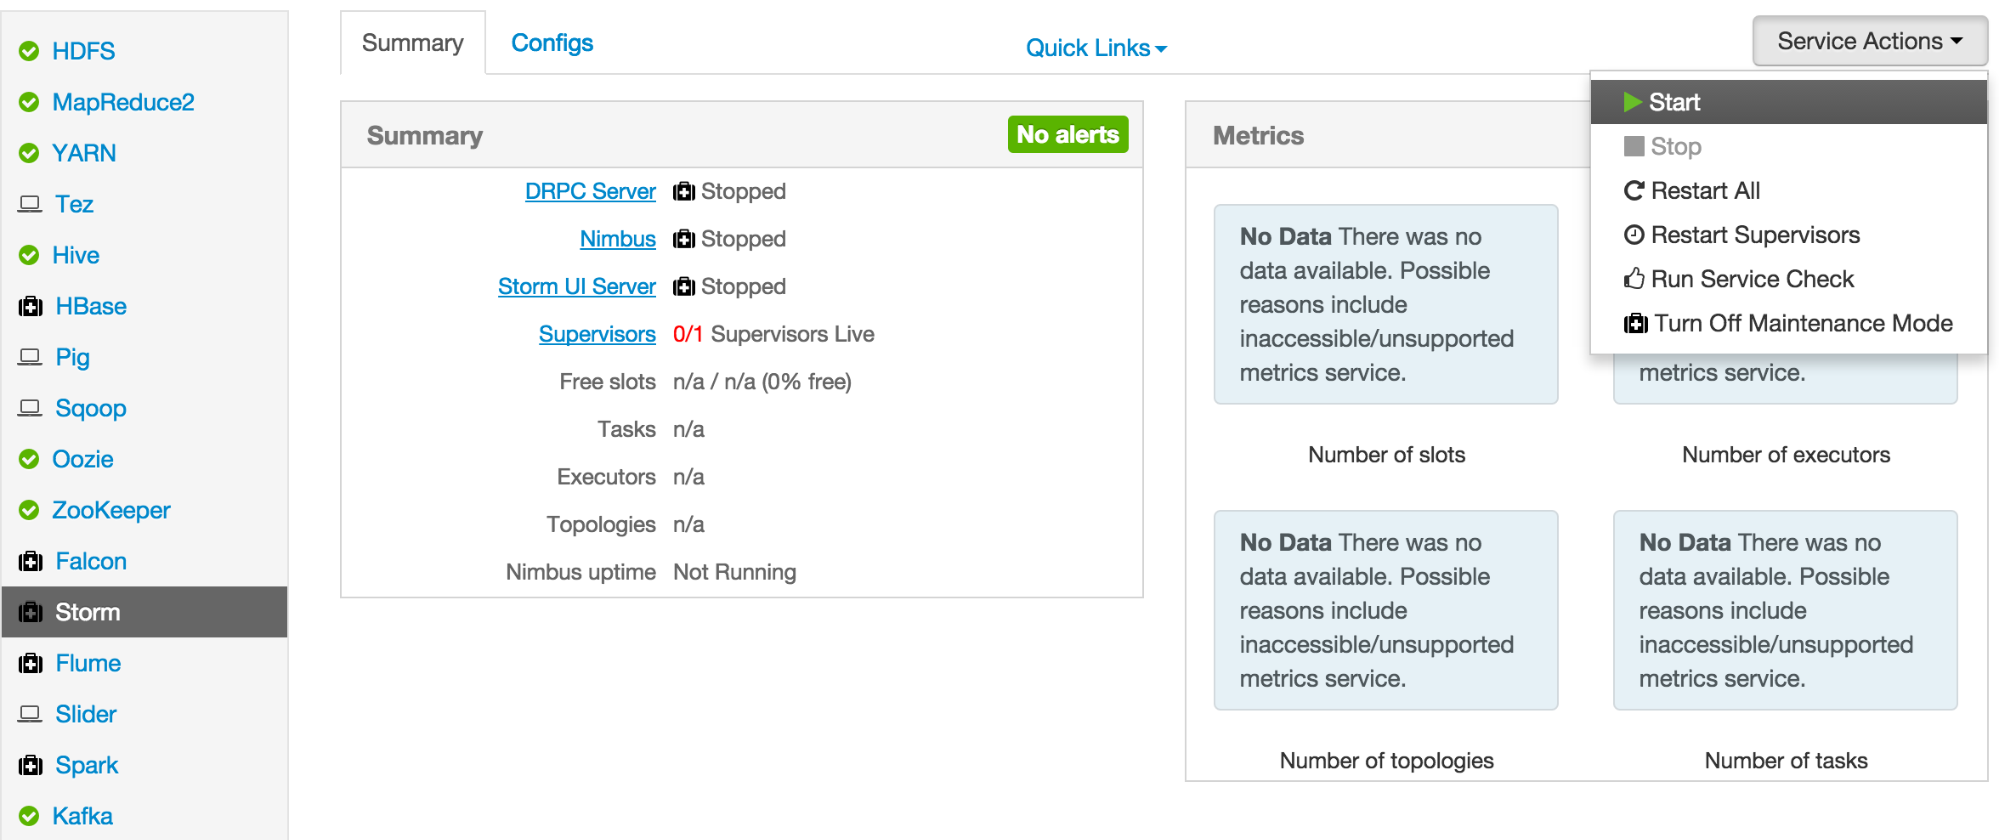 HDFS
MapReduce2
YARN
Tez
Hive
HBase
Pig
Sqoop
Oozie
ZooKeeper
Falcon
Storm
Flume
Slider
Spark
Kafka
Summary
Configs
Quick Links
Service Actions
Start
Stop
Restart All
Restart Supervisors
Run Service Check
Turn Off Maintenance Mode
Summary
No alerts
DRPC Server Stopped
Nimbus Stopped
Storm UI Server Stopped
Supervisors 0/1 Supervisors Live
Free slots n/a / n/a (0% free)
Tasks n/a
Executors n/a
Topologies n/a
Nimbus uptime Not Running
Metrics
No Data There was no
data available. Possible
reasons include
inaccessible/unsupported
metrics service.
Number of slots
metrics service.
Number of executors
No Data There was no
data available. Possible
reasons include
inaccessible/unsupported
metrics service.
Number of topologies
No Data There was no
data available. Possible
reasons include
inaccessible/unsupported
metrics service.
Number of tasks